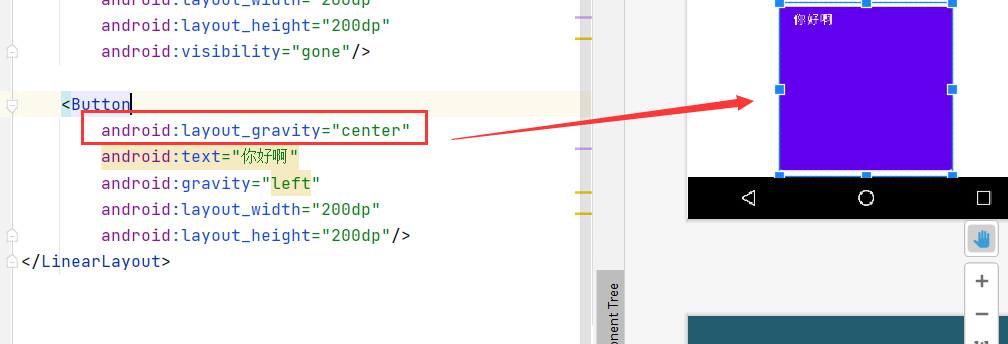 android:layout_width="200dp"
android:layout_height="200dp"
android:visibility="gone"/>
<Button
android:layout_gravity="center"
android:text="你好啊"
android:gravity="left"
android:layout_width="200dp"
android:layout_height="200dp"/>
</LinearLayout>
你好啊
onent Tree